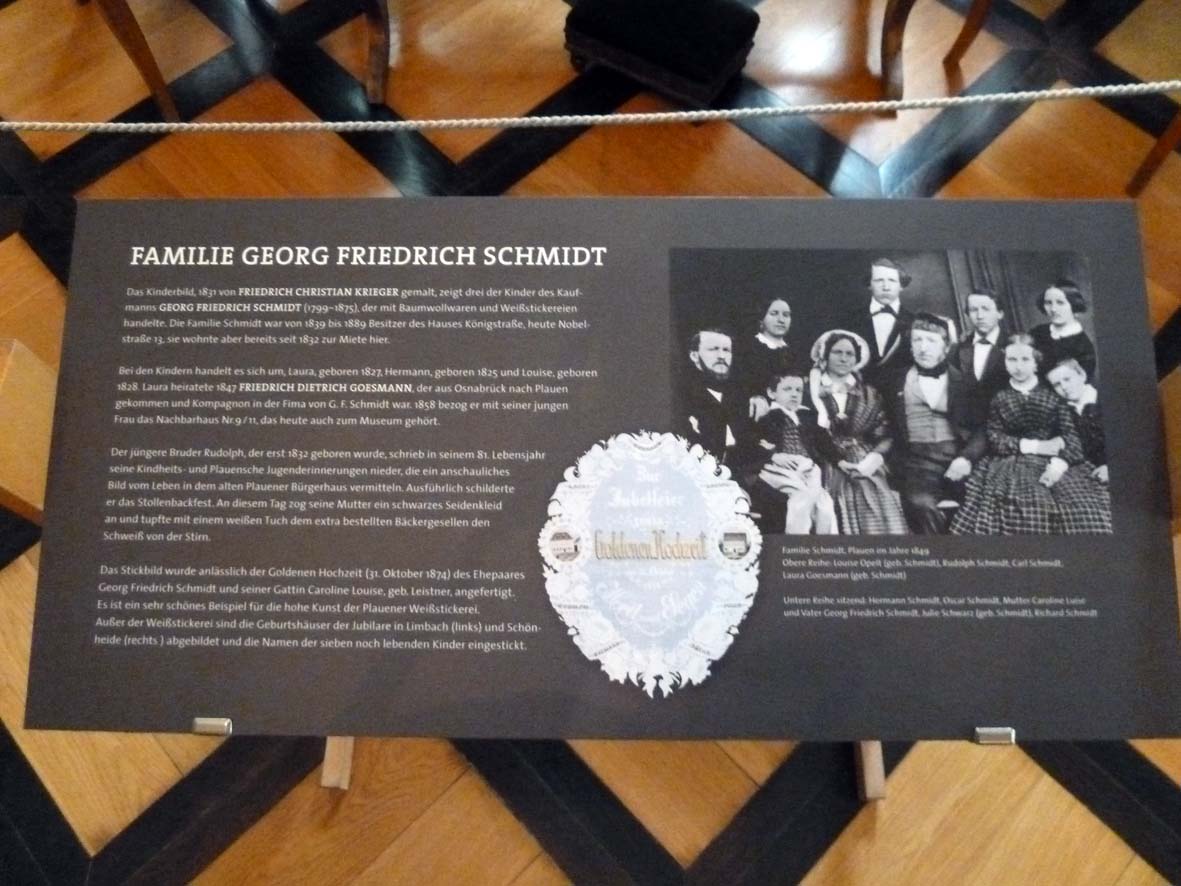 FAMILIE GEORG FRIEDRICH SCHMIDT
Das Kinderbild, 1831 von FRIEDRICH CHRISTIAN KRIEGER gemalt, zeigt drei der Kinder des Kauf-
manns GEORG FRIEDRICH SCHMIDT (1799–1875), der mit Baumwollwaren und Weißstickereien
handelte. Die Familie Schmidt war von 1839 bis 1889 Besitzer des Hauses Königstraße, heute Nobel-
straße 13, sie wohnte aber bereits seit 1832 zur Miete hier.
Bei den Kindern handelt es sich um, Laura, geboren 1827, Hermann, geboren 1825 und Louise, geboren
1828. Laura heiratete 1847 FRIEDRICH DIETRICH GOESMANN, der aus Osnabrück nach Plauen
gekommen und Kompagnon in der Fima von G. F. Schmidt war. 1858 bezog er mit seiner jungen
Frau das Nachbarhaus Nr. 9/11, das heute auch zum Museum gehört.
Der jüngere Bruder Rudolph, der erst 1832 geboren wurde, schrieb in seinem 81. Lebensjahr
seine Kindheits- und Plauensche Jugenderinnerungen nieder, die ein anschauliches
Bild vom Leben in dem alten Plauener Bürgerhaus vermitteln. Ausführlich schilderte
er das Stollenbackfest. An diesem Tag zog seine Mutter ein schwarzes Seidenkleid
an und tupfte mit einem weißen Tuch dem extra bestellten Bäckergesellen den
Schweiß von der Stirn.
Das Stickbild wurde anlässlich der Goldenen Hochzeit (31. Oktober 1874) des Ehepaares
Georg Friedrich Schmidt und seiner Gattin Caroline Louise, geb. Leistner, angefertigt.
Es ist ein sehr schönes Beispiel für die hohe Kunst der Plauener Weißstickerei.
Außer der Weißstickerei sind die Geburtshäuser der Jubilare in Limbach (links) und Schön-
heide (rechts ) abgebildet und die Namen der sieben noch lebenden Kinder eingestickt.
Zur
Jubelfeier
Goldenen Hochzeit
Familie Schmidt, Plauen im Jahre 1849
Obere Reihe: Louise Opelt (geb. Schmidt), Rudolph Schmidt, Carl Schmidt,
Laura Goesmann (geb. Schmidt)
Untere Reihe sitzend: Hermann Schmidt, Oscar Schmidt, Mutter Caroline Luise
und Vater Georg Friedrich Schmidt, Julie Schwarz (geb. Schmidt), Richard Schmidt